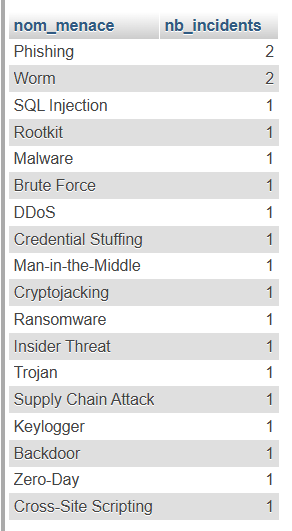 nom_menace nb_incidents
Phishing 2
Worm 2
SQL Injection 1
Rootkit 1
Malware 1
Brute Force 1
DDoS 1
Credential Stuffing 1
Man-in-the-Middle 1
Cryptojacking 1
Ransomware 1
Insider Threat 1
Trojan 1
Supply Chain Attack 1
Keylogger 1
Backdoor 1
Zero-Day 1
Cross-Site Scripting 1